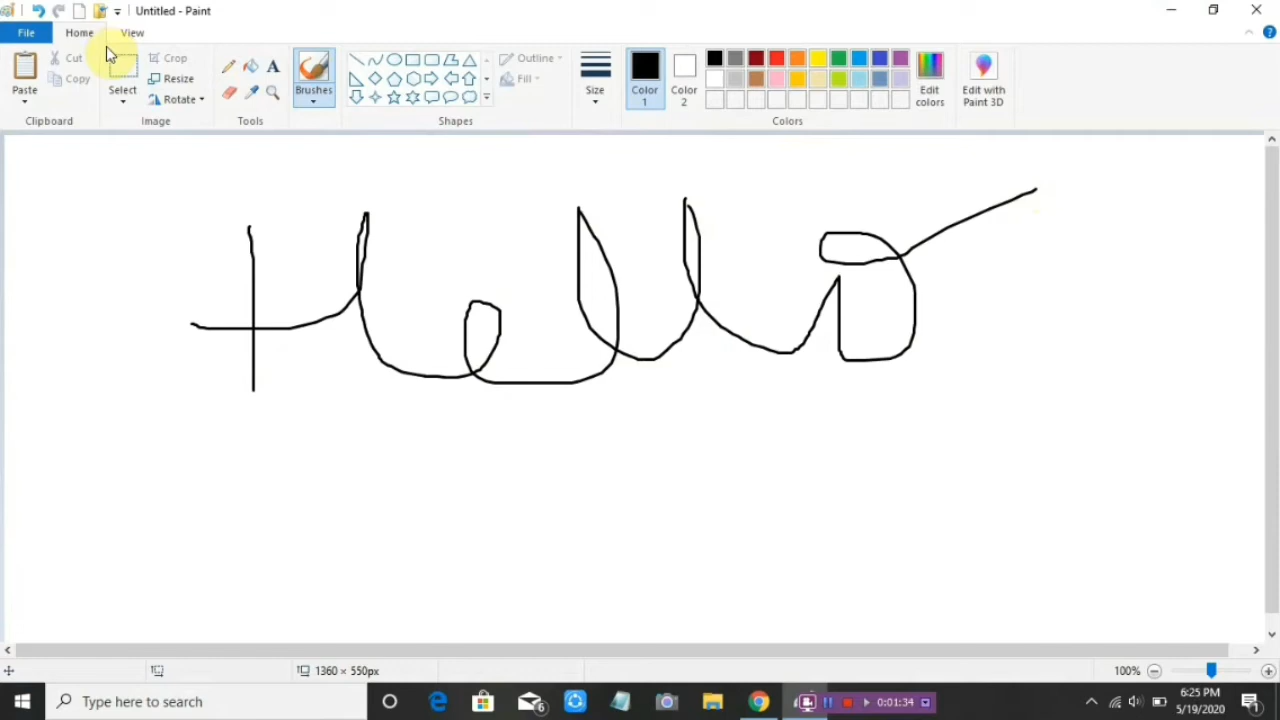 Untitled - Paint
File Home View
Paste
Cut
Copy
Clipboard
Select
Crop
Resize
Rotate
Image
A
Tools
Brushes
Shapes
Outline
Fill
Size
Color 1
Color 2
Colors
Edit colors
Edit with Paint 3D
Hello
1360 × 550px
100%
Type here to search
6
0:01:34
6:25 PM
5/19/2020
1